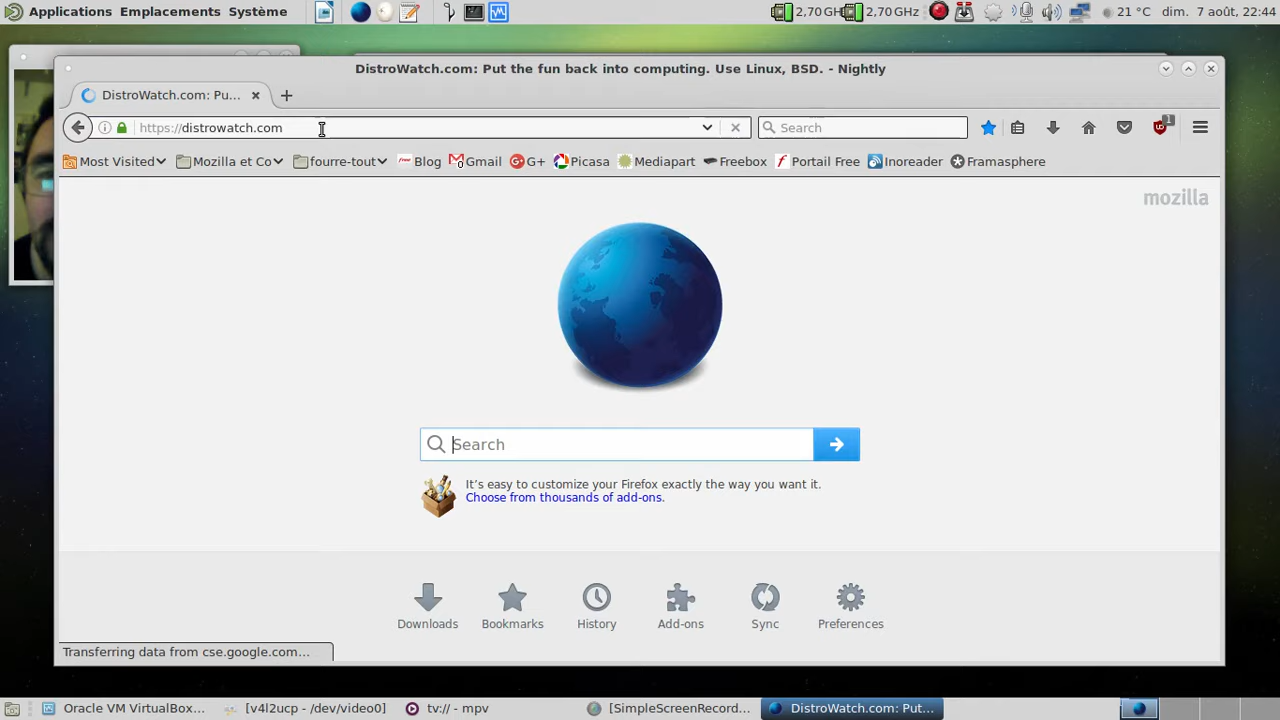 Applications Emplacements Système 2,70 GHz 2,70 GHz 21 °C dim. 7 août, 22:44
DistroWatch.com: Put the fun back into computing. Use Linux, BSD. - Nightly
DistroWatch.com: Pu...
https://distrowatch.com Search
Most Visited Mozilla et Co fourre-tout Blog Gmail G+ Picasa Mediapart Freebox Portail Free Inoreader Framasphere
mozilla
Search
It's easy to customize your Firefox exactly the way you want it.
Choose from thousands of add-ons.
Downloads Bookmarks History Add-ons Sync Preferences
Transferring data from cse.google.com...
Oracle VM VirtualBox... [v4l2ucp - /dev/video0] tv:// - mpv [SimpleScreenRecord... DistroWatch.com: Put...